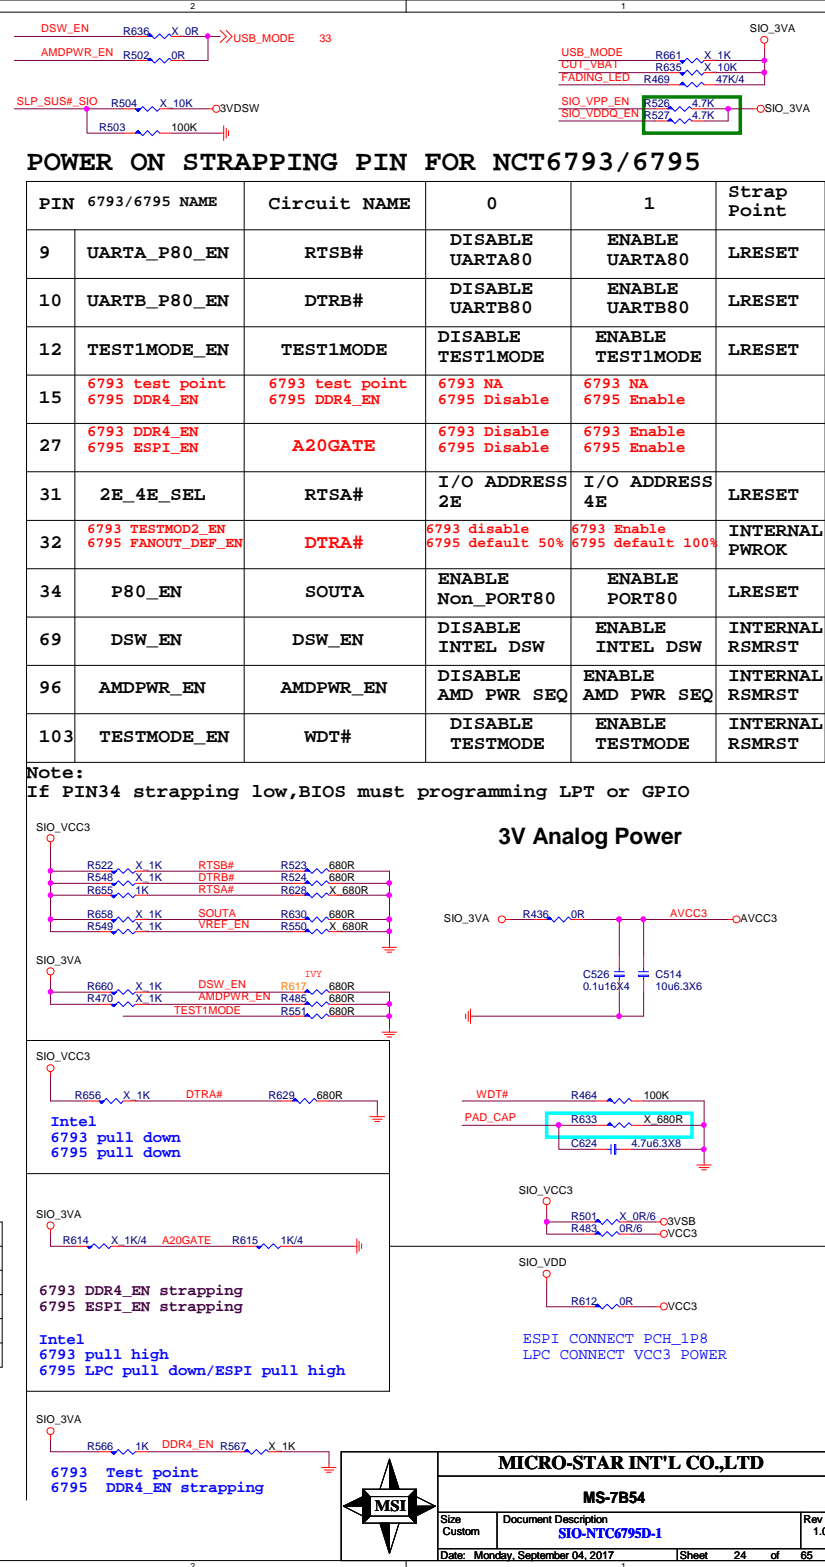 2 1
DSW_EN R636 X_0R
USB_MODE 33
AMDPWR_EN R502 0R
SLP_SUS#_SIO R504 X_10K 3VDSW
R503 100K
SIO_3VA
USB_MODE R661 X_1K
CUT_VBAT R635 X_10K
FADING_LED R469 47K/4
SIO_VPP_EN R526 4.7K SIO_3VA
SIO_VDDQ_EN R527 4.7K
POWER ON STRAPPING PIN FOR NCT6793/6795
PIN 6793/6795 NAME Circuit NAME 0 1 Strap Point
9 UARTA_P80_EN RTSB# DISABLE UARTA80 ENABLE UARTA80 LRESET
10 UARTB_P80_EN DTRB# DISABLE UARTB80 ENABLE UARTB80 LRESET
12 TEST1MODE_EN TEST1MODE DISABLE TEST1MODE ENABLE TEST1MODE LRESET
15 6793 test point 6795 DDR4_EN 6793 test point 6795 DDR4_EN 6793 NA 6795 Disable 6793 NA 6795 Enable
27 6793 DDR4_EN 6795 ESPI_EN A20GATE 6793 Disable 6795 Disable 6793 Enable 6795 Enable
31 2E_4E_SEL RTSA# I/O ADDRESS 2E I/O ADDRESS 4E LRESET
32 6793 TESTMOD2_EN 6795 FANOUT_DEF_EN DTRA# 6793 disable 6795 default 50% 6793 Enable 6795 default 100% INTERNAL PWROK
34 P80_EN SOUTA ENABLE Non_PORT80 ENABLE PORT80 LRESET
69 DSW_EN DSW_EN DISABLE INTEL DSW ENABLE INTEL DSW INTERNAL RSMRST
96 AMDPWR_EN AMDPWR_EN DISABLE AMD PWR SEQ ENABLE AMD PWR SEQ INTERNAL RSMRST
103 TESTMODE_EN WDT# DISABLE TESTMODE ENABLE TESTMODE INTERNAL RSMRST
Note:
If PIN34 strapping low,BIOS must programming LPT or GPIO
SIO_VCC3
R522 X_1K RTSB# R523 680R
R548 X_1K DTRB# R524 680R
R655 1K RTSA# R628 X_680R
R658 X_1K SOUTA R630 680R
R549 X_1K VREF_EN R550 X_680R
SIO_3VA
IVY
R660 X_1K DSW_EN R617 680R
R470 X_1K AMDPWR_EN R485 680R
TEST1MODE R551 680R
3V Analog Power
SIO_3VA R436 0R AVCC3 AVCC3
C526 C514
0.1u16X4 10u6.3X6
SIO_VCC3
R656 X_1K DTRA# R629 680R
Intel
6793 pull down
6795 pull down
WDT# R464 100K
PAD_CAP R633 X_680R
C624 4.7u6.3X8
SIO_VCC3
R501 X_0R/6 3VSB
R483 0R/6 VCC3
SIO_3VA
R614 X_1K/4 A20GATE R615 1K/4
6793 DDR4_EN strapping
6795 ESPI_EN strapping
Intel
6793 pull high
6795 LPC pull down/ESPI pull high
SIO_VDD
R612 0R VCC3
ESPI CONNECT PCH_1P8
LPC CONNECT VCC3 POWER
SIO_3VA
R566 1K DDR4_EN R567 X_1K
6793 Test point
6795 DDR4_EN strapping
MSI
MICRO-STAR INT'L CO.,LTD
MS-7B54
Size Document Description Rev
Custom SIO-NTC6795D-1 1.0
Date: Monday, September 04, 2017 Sheet 24 of 65
2 1